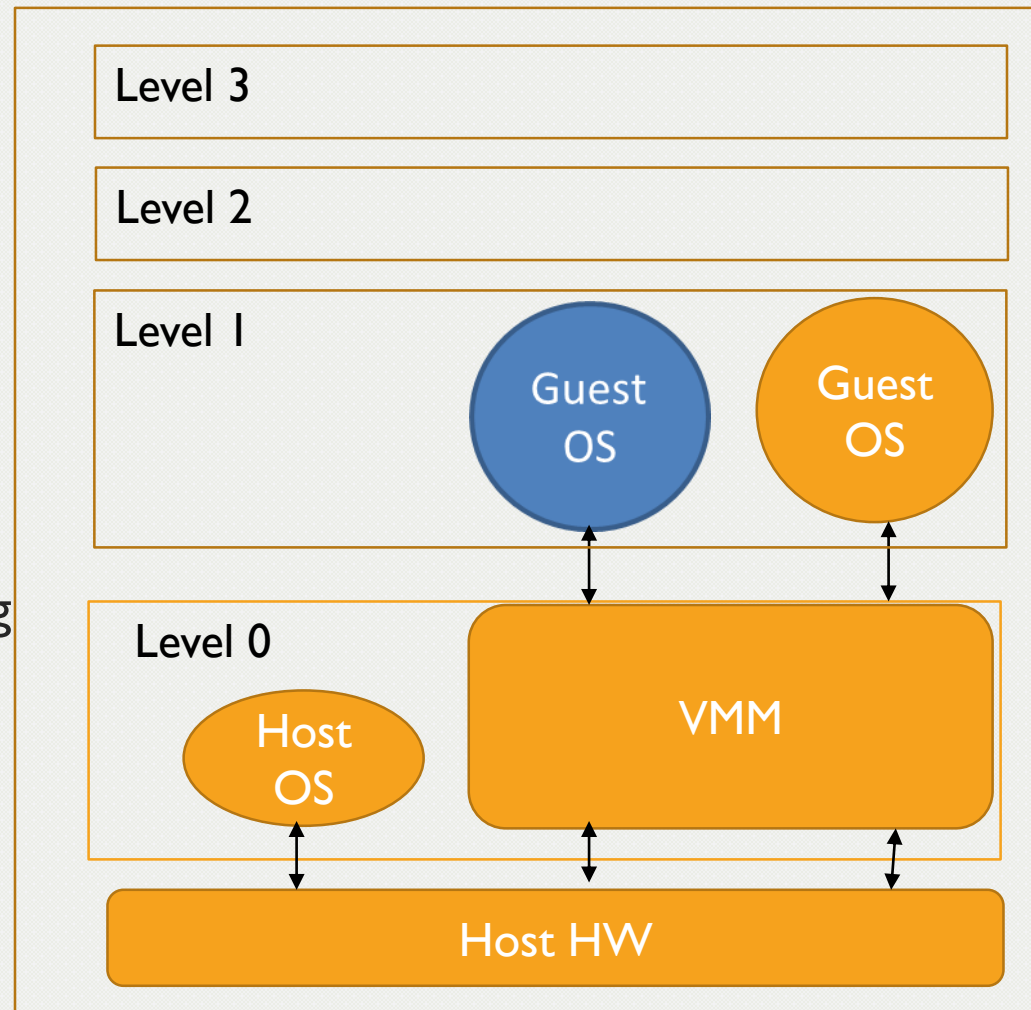 Level 3
Level 2
Level 1
Guest
OS
Guest
OS
g
Level 0
VMM
Host
OS
Host HW